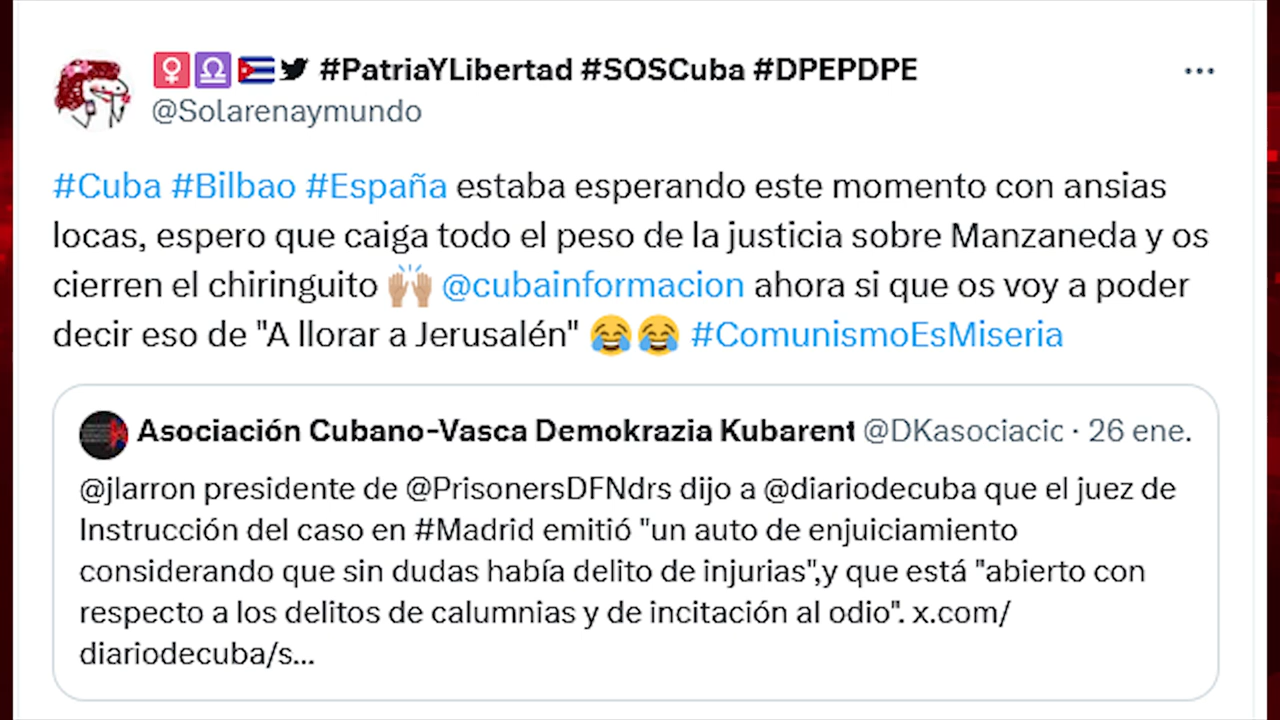 #PatriaYLibertad #SOSCuba #DPEPDPE
@Solarenaymundo
#Cuba #Bilbao #España estaba esperando este momento con ansias
locas, espero que caiga todo el peso de la justicia sobre Manzaneda y os
cierren el chiringuito 🙌🏼 @cubainformacion ahora si que os voy a poder
decir eso de "A llorar a Jerusalén" 😂😂 #ComunismoEsMiseria
Asociación Cubano-Vasca Demokrazia Kubarent @DKasociacic · 26 ene.
@jlarron presidente de @PrisonersDFNdrs dijo a @diariodecuba que el juez de
Instrucción del caso en #Madrid emitió "un auto de enjuiciamiento
considerando que sin dudas había delito de injurias",y que está "abierto con
respecto a los delitos de calumnias y de incitación al odio". x.com/
diariodecuba/s...